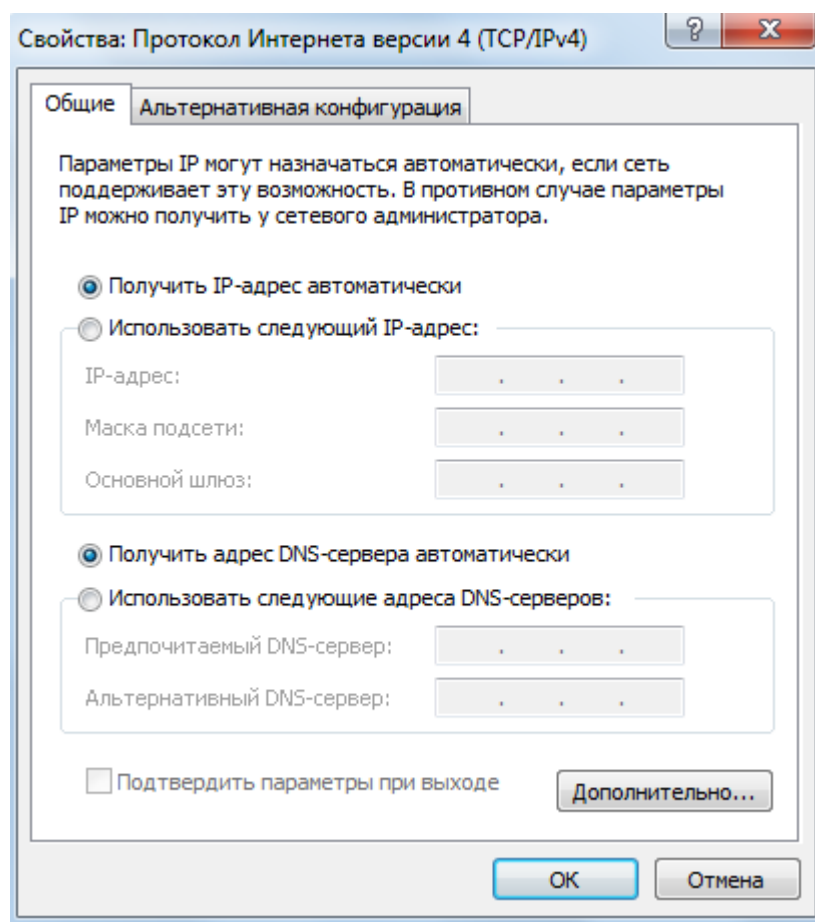 Свойства: Протокол Интернета версии 4 (TCP/IPv4)
Общие
Альтернативная конфигурация
Параметры IP могут назначаться автоматически, если сеть
поддерживает эту возможность. В противном случае параметры
IP можно получить у сетевого администратора.
Получить IP-адрес автоматически
Использовать следующий IP-адрес:
IP-адрес:
Маска подсети:
Основной шлюз:
Получить адрес DNS-сервера автоматически
Использовать следующие адреса DNS-серверов:
Предпочитаемый DNS-сервер:
Альтернативный DNS-сервер:
Подтвердить параметры при выходе
Дополнительно...
ОК
Отмена